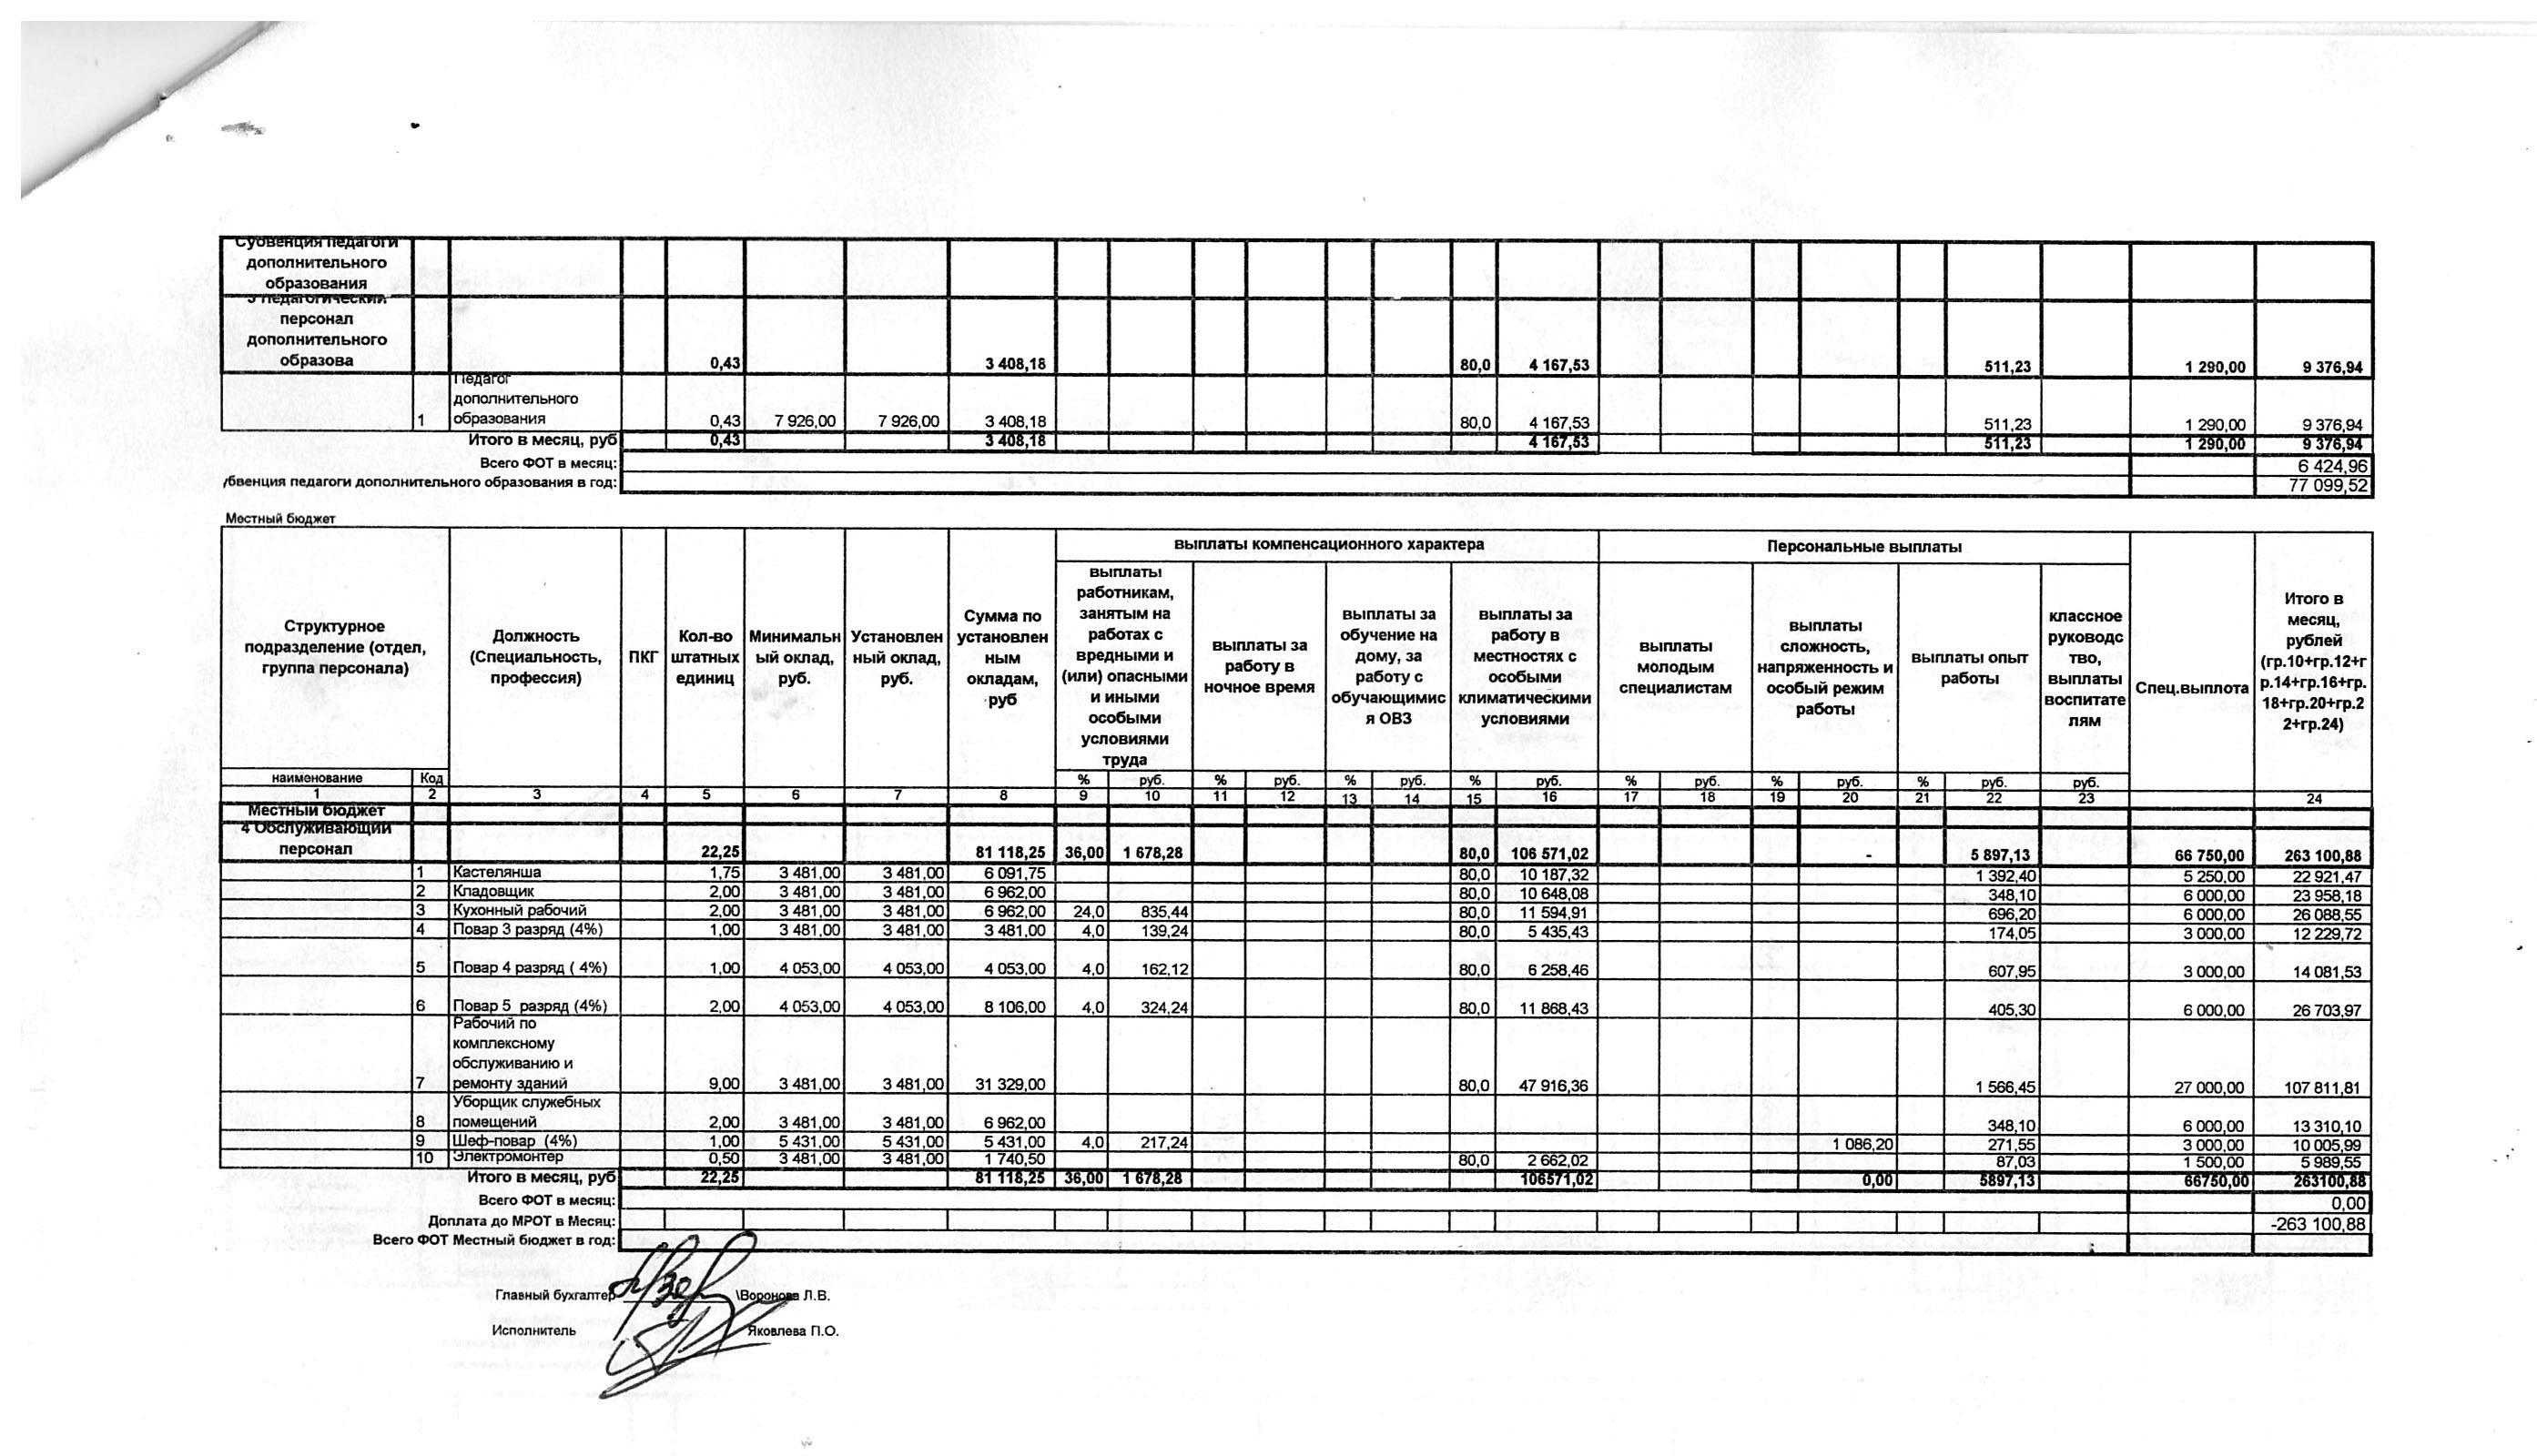 Субвенция педагоги
дополнительного
образования
3 Педагогический
персонал
дополнительного
образова 0,43 3 408,18 80,0 4 167,53 511,23 1 290,00 9 376,94
Педагог
дополнительного
1 образования 0,43 7 926,00 7 926,00 3 408,18 80,0 4 167,53 511,23 1 290,00 9 376,94
Итого в месяц, руб 0,43 3 408,18 4 167,53 511,23 1 290,00 9 376,94
Всего ФОТ в месяц: 6 424,96
убвенция педагоги дополнительного образования в год: 77 099,52
Местный бюджет
Структурное
подразделение (отдел,
группа персонала)
наименование
Код
Должность
(Специальность,
профессия)
ПКГ
Кол-во
штатных
единиц
Минимальн
ый оклад,
руб.
Установлен
ный оклад,
руб.
Сумма по
установлен
ным
окладам,
руб
выплаты компенсационного характера
выплаты
работникам,
занятым на
работах с
вредными и
(или) опасными
и иными
особыми
условиями
труда
выплаты за
работу в
ночное время
выплаты за
обучение на
дому, за
работу с
обучающимис
я ОВЗ
выплаты за
работу в
местностях с
особыми
климатическими
условиями
Персональные выплаты
выплаты
молодым
специалистам
выплаты
сложность,
напряженность и
особый режим
работы
выплаты опыт
работы
классное
руководс
тво,
выплаты
воспитате
лям
Спец.выплота
Итого в
месяц,
рублей
(гр.10+гр.12+г
р.14+гр.16+гр.
18+гр.20+гр.2
2+гр.24)
% руб. % руб. % руб. % руб. % руб. % руб. % руб. руб.
1 2 3 4 5 6 7 8 9 10 11 12 13 14 15 16 17 18 19 20 21 22 23 24
Местный бюджет
4 Обслуживающий
персонал 22,25 81 118,25 36,00 1 678,28 80,0 106 571,02 - 5 897,13 66 750,00 263 100,88
1 Кастелянша 1,75 3 481,00 3 481,00 6 091,75 80,0 10 187,32 1 392,40 5 250,00 22 921,47
2 Кладовщик 2,00 3 481,00 3 481,00 6 962,00 80,0 10 648,08 348,10 6 000,00 23 958,18
3 Кухонный рабочий 2,00 3 481,00 3 481,00 6 962,00 24,0 835,44 80,0 11 594,91 696,20 6 000,00 26 088,55
4 Повар 3 разряд (4%) 1,00 3 481,00 3 481,00 3 481,00 4,0 139,24 80,0 5 435,43 174,05 3 000,00 12 229,72
5 Повар 4 разряд ( 4%) 1,00 4 053,00 4 053,00 4 053,00 4,0 162,12 80,0 6 258,46 607,95 3 000,00 14 081,53
6 Повар 5 разряд (4%) 2,00 4 053,00 4 053,00 8 106,00 4,0 324,24 80,0 11 868,43 405,30 6 000,00 26 703,97
Рабочий по
комплексному
обслуживанию и
7 ремонту зданий 9,00 3 481,00 3 481,00 31 329,00 80,0 47 916,36 1 566,45 27 000,00 107 811,81
Уборщик служебных
8 помещений 2,00 3 481,00 3 481,00 6 962,00 348,10 6 000,00 13 310,10
9 Шеф-повар (4%) 1,00 5 431,00 5 431,00 5 431,00 4,0 217,24 1 086,20 271,55 3 000,00 10 005,99
10 Электромонтер 0,50 3 481,00 3 481,00 1 740,50 80,0 2 662,02 87,03 1 500,00 5 989,55
Итого в месяц, руб 22,25 81 118,25 36,00 1 678,28 106571,02 0,00 5897,13 66750,00 263100,88
Всего ФОТ в месяц: 0,00
Доплата до МРОТ в Месяц: -263 100,88
Всего ФОТ Местный бюджет в год:
Главный бухгалтер \Воронова Л.В.
Исполнитель Яковлева П.О.